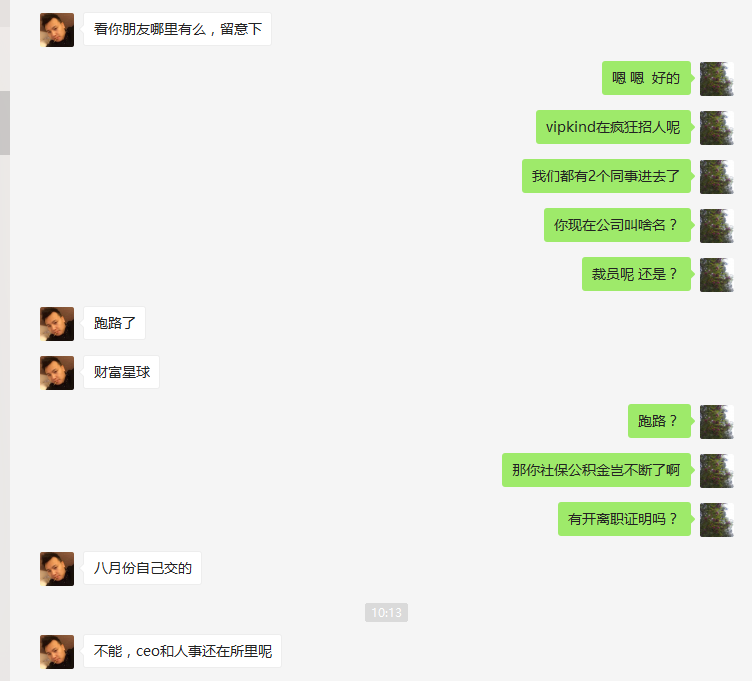 看你朋友哪里有么，留意下
嗯 嗯  好的
vipkind在疯狂招人呢
我们都有2个同事进去了
你现在公司叫啥名？
裁员呢 还是？
跑路了
财富星球
跑路？
那你社保公积金岂不断了啊
有开离职证明吗？
八月份自己交的
10:13
不能，ceo和人事还在所里呢